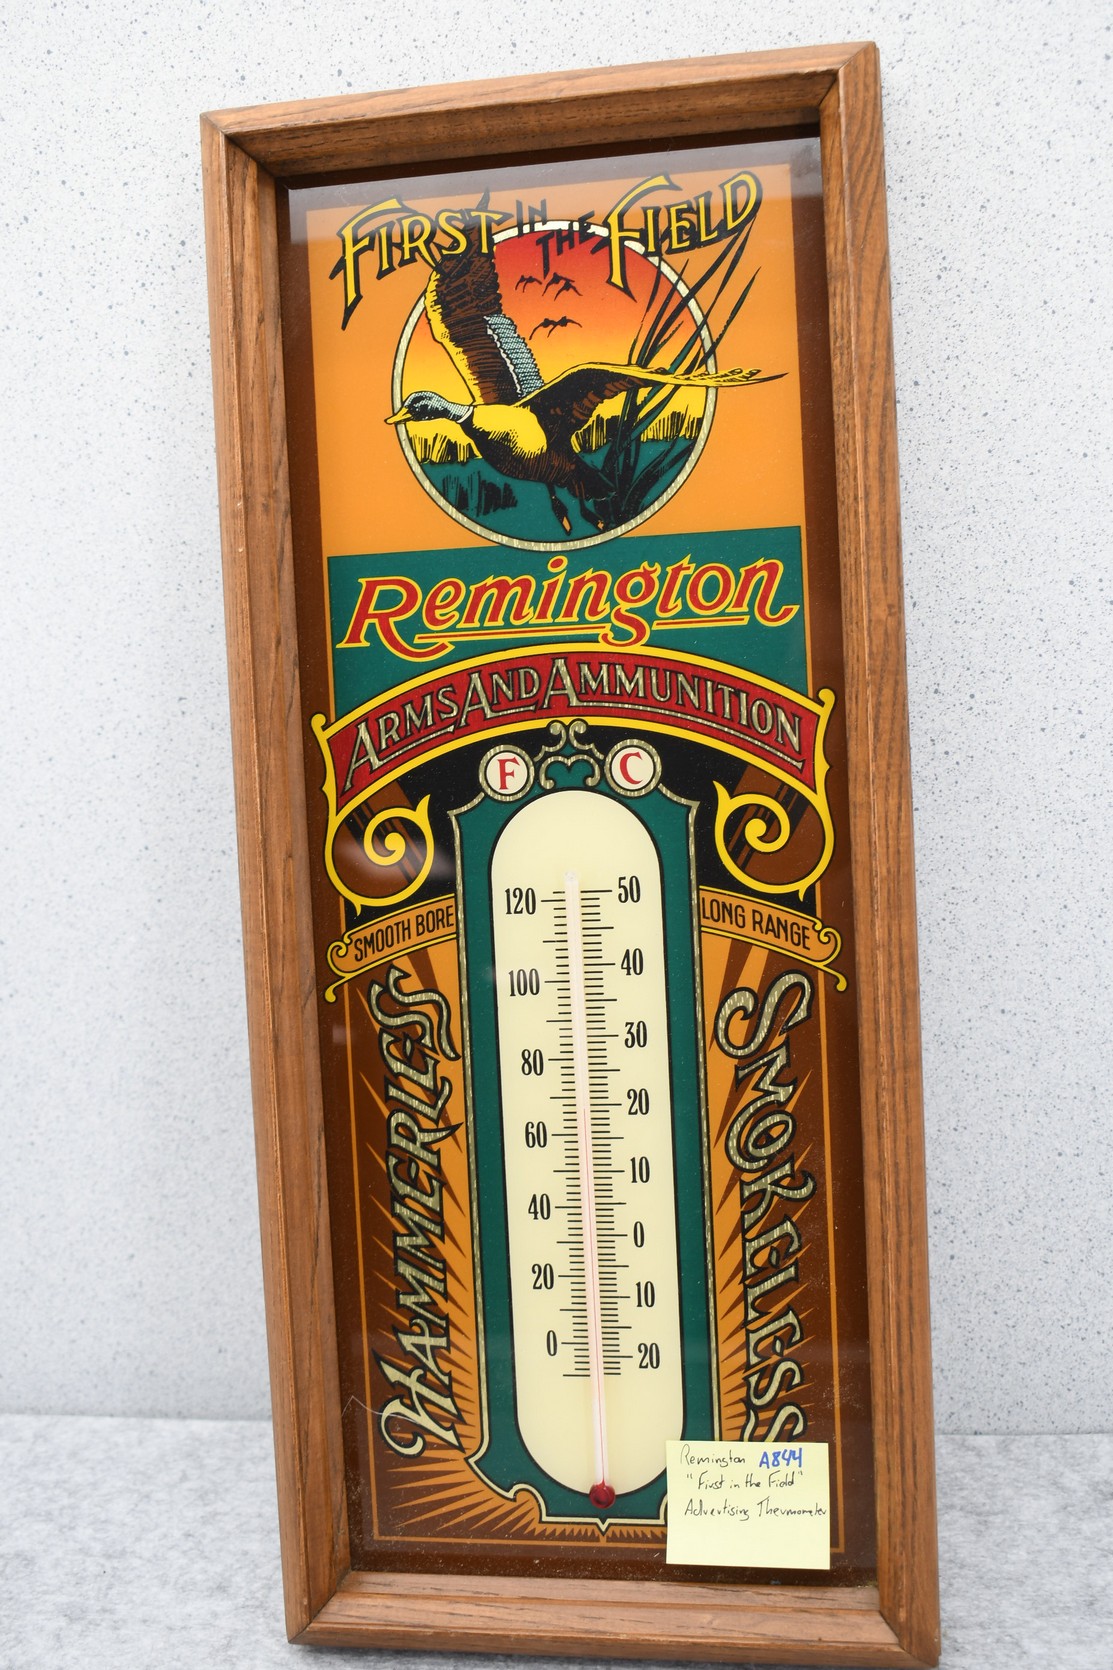 FIRST IN THE FIELD
Remington
ARMS AND AMMUNITION
F C
SMOOTH BORE
LONG RANGE
HAMMERLESS
SMOKELESS
120 50
100 40
80 30
60 20
40 10
20 0
0 10
20
Remington A844
"First in the Field"
Advertising Thermometer